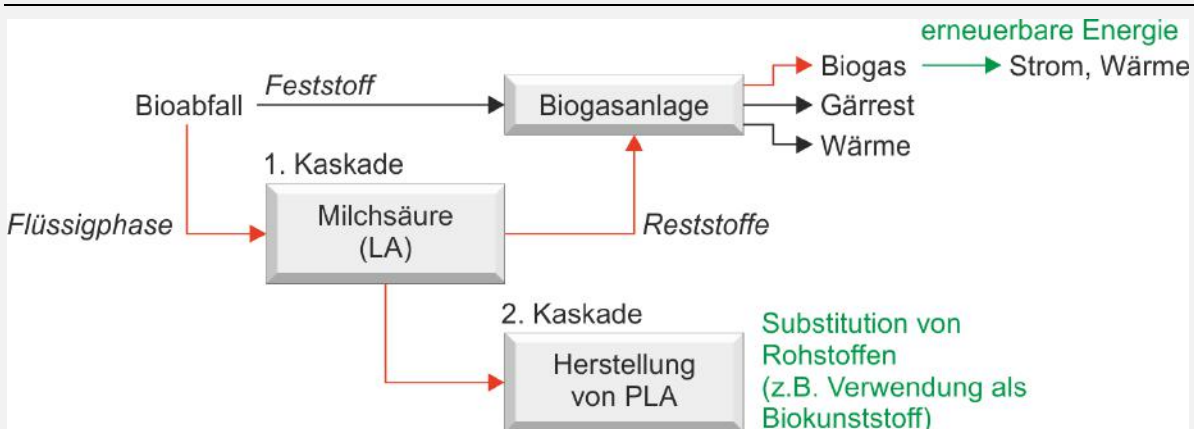 erneuerbare Energie
Biogas
Strom, Wärme
Feststoff
Bioabfall
Biogasanlage
Gärrest
Wärme
1. Kaskade
Flüssigphase
Milchsäure
(LA)
Reststoffe
2. Kaskade
Herstellung
von PLA
Substitution von
Rohstoffen
(z.B. Verwendung als
Biokunststoff)